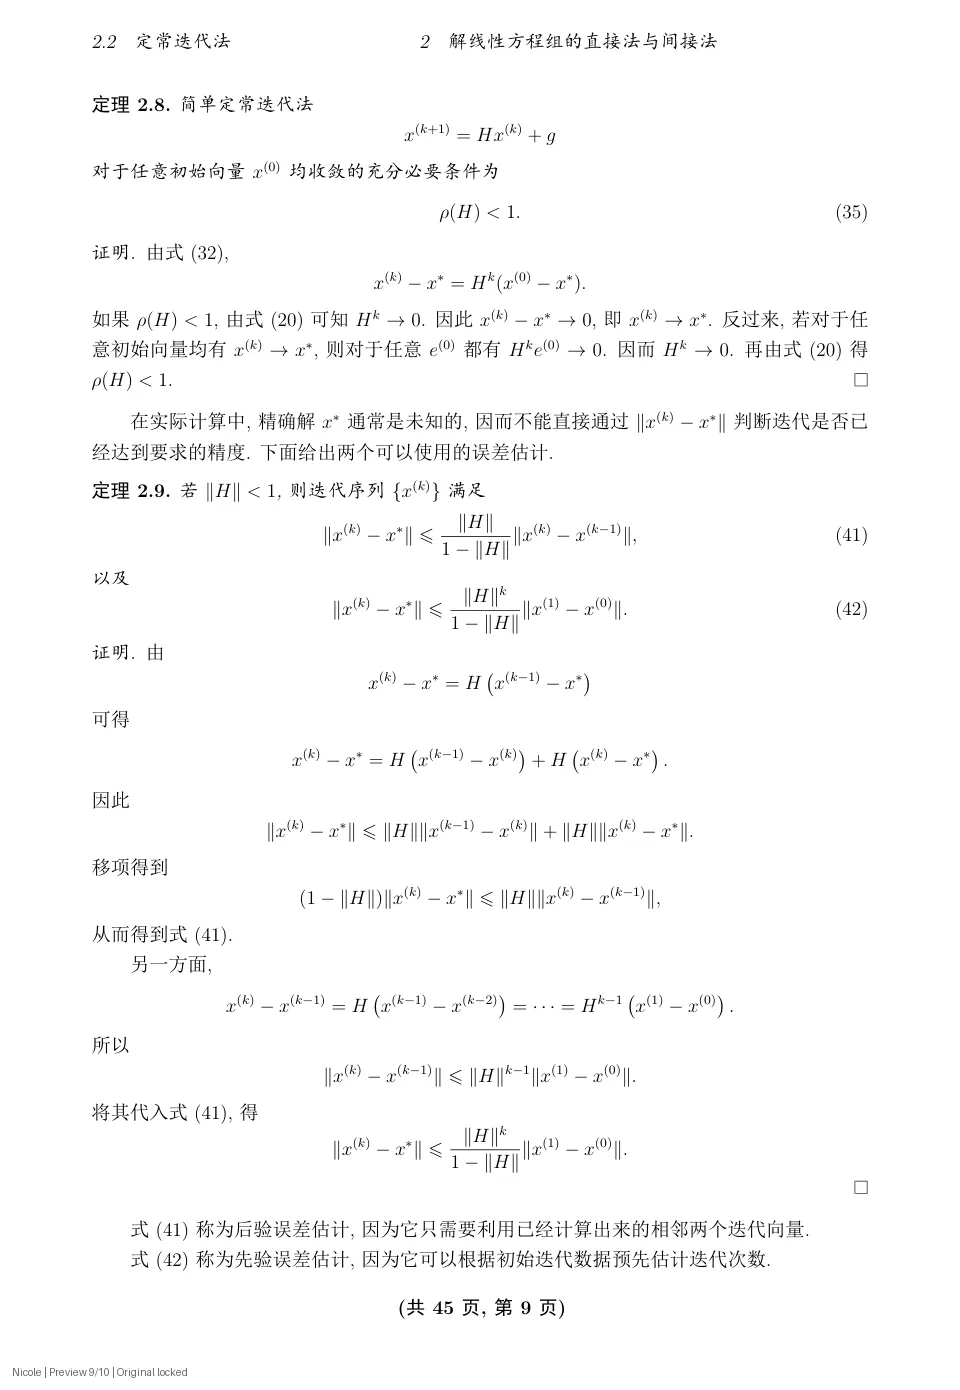 2.2 定常迭代法 2 解线性方程组的直接法与间接法
定理 2.8. 简单定常迭代法
x^{(k+1)} = Hx^{(k)} + g
对于任意初始向量 x^{(0)} 均收敛的充分必要条件为
ρ(H) < 1. (35)
证明. 由式 (32),
x^{(k)} − x^* = H^k(x^{(0)} − x^*).
如果 ρ(H) < 1, 由式 (20) 可知 H^k → 0. 因此 x^{(k)} − x^* → 0, 即 x^{(k)} → x^*. 反过来, 若对于任
意初始向量均有 x^{(k)} → x^*, 则对于任意 e^{(0)} 都有 H^k e^{(0)} → 0. 因而 H^k → 0. 再由式 (20) 得
ρ(H) < 1. □
在实际计算中, 精确解 x^* 通常是未知的, 因而不能直接通过 ‖x^{(k)} − x^*‖ 判断迭代是否已
经达到要求的精度. 下面给出两个可以使用的误差估计.
定理 2.9. 若 ‖H‖ < 1, 则迭代序列 {x^{(k)}} 满足
‖x^{(k)} − x^*‖ ⩽ \frac{‖H‖}{1 − ‖H‖}‖x^{(k)} − x^{(k−1)}‖, (41)
以及
‖x^{(k)} − x^*‖ ⩽ \frac{‖H‖^k}{1 − ‖H‖}‖x^{(1)} − x^{(0)}‖. (42)
证明. 由
x^{(k)} − x^* = H (x^{(k−1)} − x^*)
可得
x^{(k)} − x^* = H (x^{(k−1)} − x^{(k)}) + H (x^{(k)} − x^*) .
因此
‖x^{(k)} − x^*‖ ⩽ ‖H‖‖x^{(k−1)} − x^{(k)}‖ + ‖H‖‖x^{(k)} − x^*‖.
移项得到
(1 − ‖H‖)‖x^{(k)} − x^*‖ ⩽ ‖H‖‖x^{(k)} − x^{(k−1)}‖,
从而得到式 (41).
另一方面,
x^{(k)} − x^{(k−1)} = H (x^{(k−1)} − x^{(k−2)}) = ⋯ = H^{k−1} (x^{(1)} − x^{(0)}) .
所以
‖x^{(k)} − x^{(k−1)}‖ ⩽ ‖H‖^{k−1}‖x^{(1)} − x^{(0)}‖.
将其代入式 (41), 得
‖x^{(k)} − x^*‖ ⩽ \frac{‖H‖^k}{1 − ‖H‖}‖x^{(1)} − x^{(0)}‖.
□
式 (41) 称为后验误差估计, 因为它只需要利用已经计算出来的相邻两个迭代向量.
式 (42) 称为先验误差估计, 因为它可以根据初始迭代数据预先估计迭代次数.
(共 45 页, 第 9 页)
Nicole | Preview 9/10 | Original locked